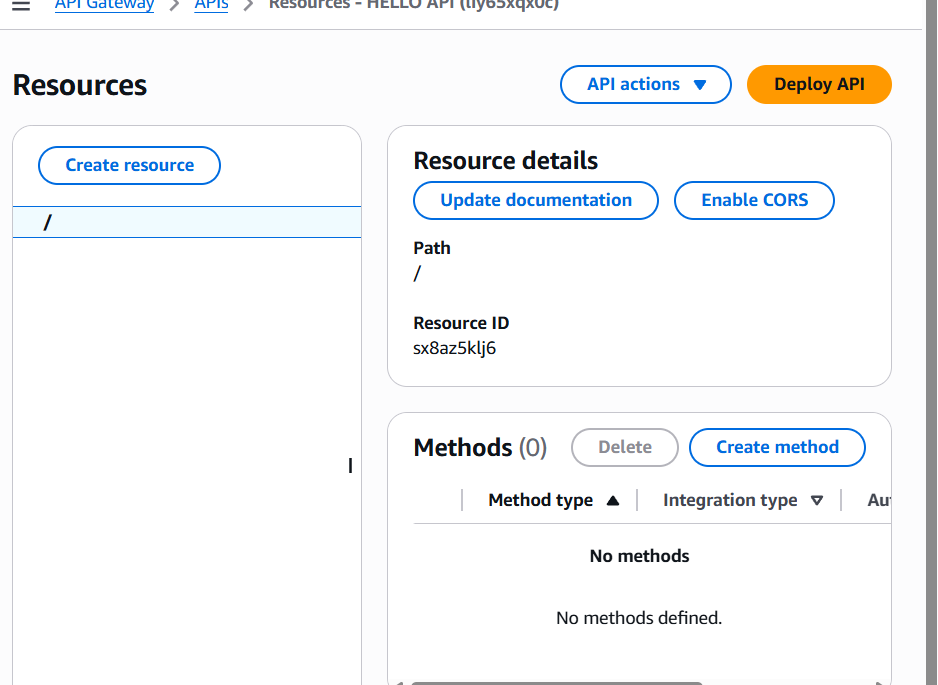 API Gateway > APIs > Resources - HELLO API
Resources
API actions ▼
Deploy API
Create resource
/
Resource details
Update documentation
Enable CORS
Path
/
Resource ID
sx8az5klj6
Methods (0)
Delete
Create method
Method type ▲
Integration type ▽
Au
No methods
No methods defined.